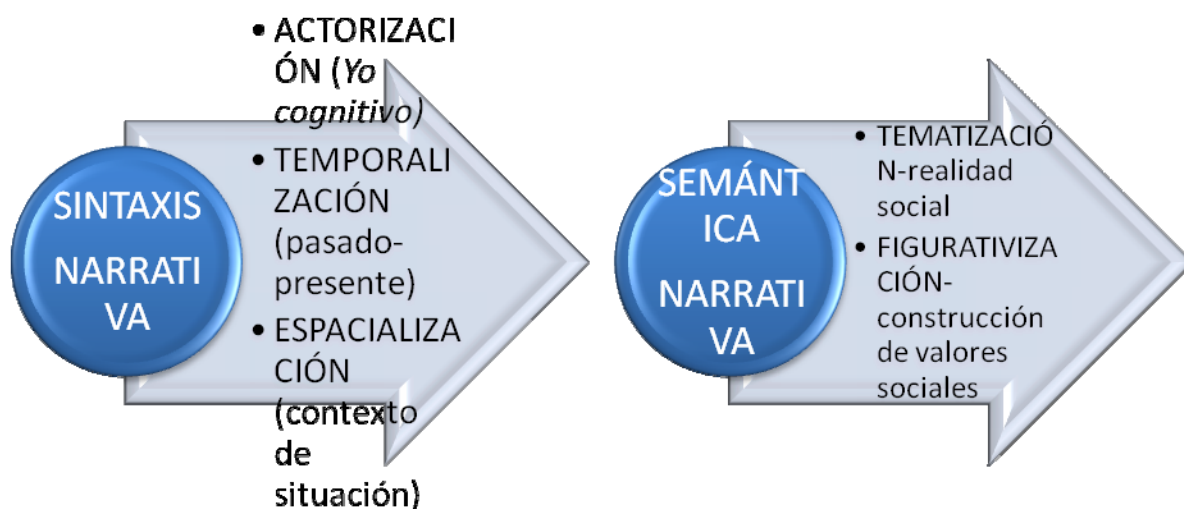 SINTAXIS
NARRATI
VA
• ACTORIZACI
ÓN (Yo
cognitivo)
• TEMPORALI
ZACIÓN
(pasado-
presente)
• ESPACIALIZA
CIÓN
(contexto
de
situación)
SEMÁNT
ICA
NARRATI
VA
• TEMATIZACIÓ
N-realidad
social
• FIGURATIVIZA
CIÓN-
construcción
de valores
sociales